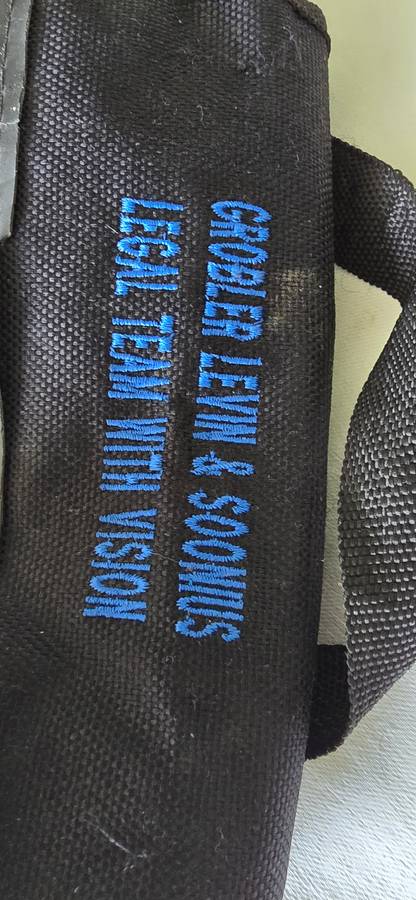 GROBLER LEVIN & SOONIUS
LEGAL TEAM WITH VISION